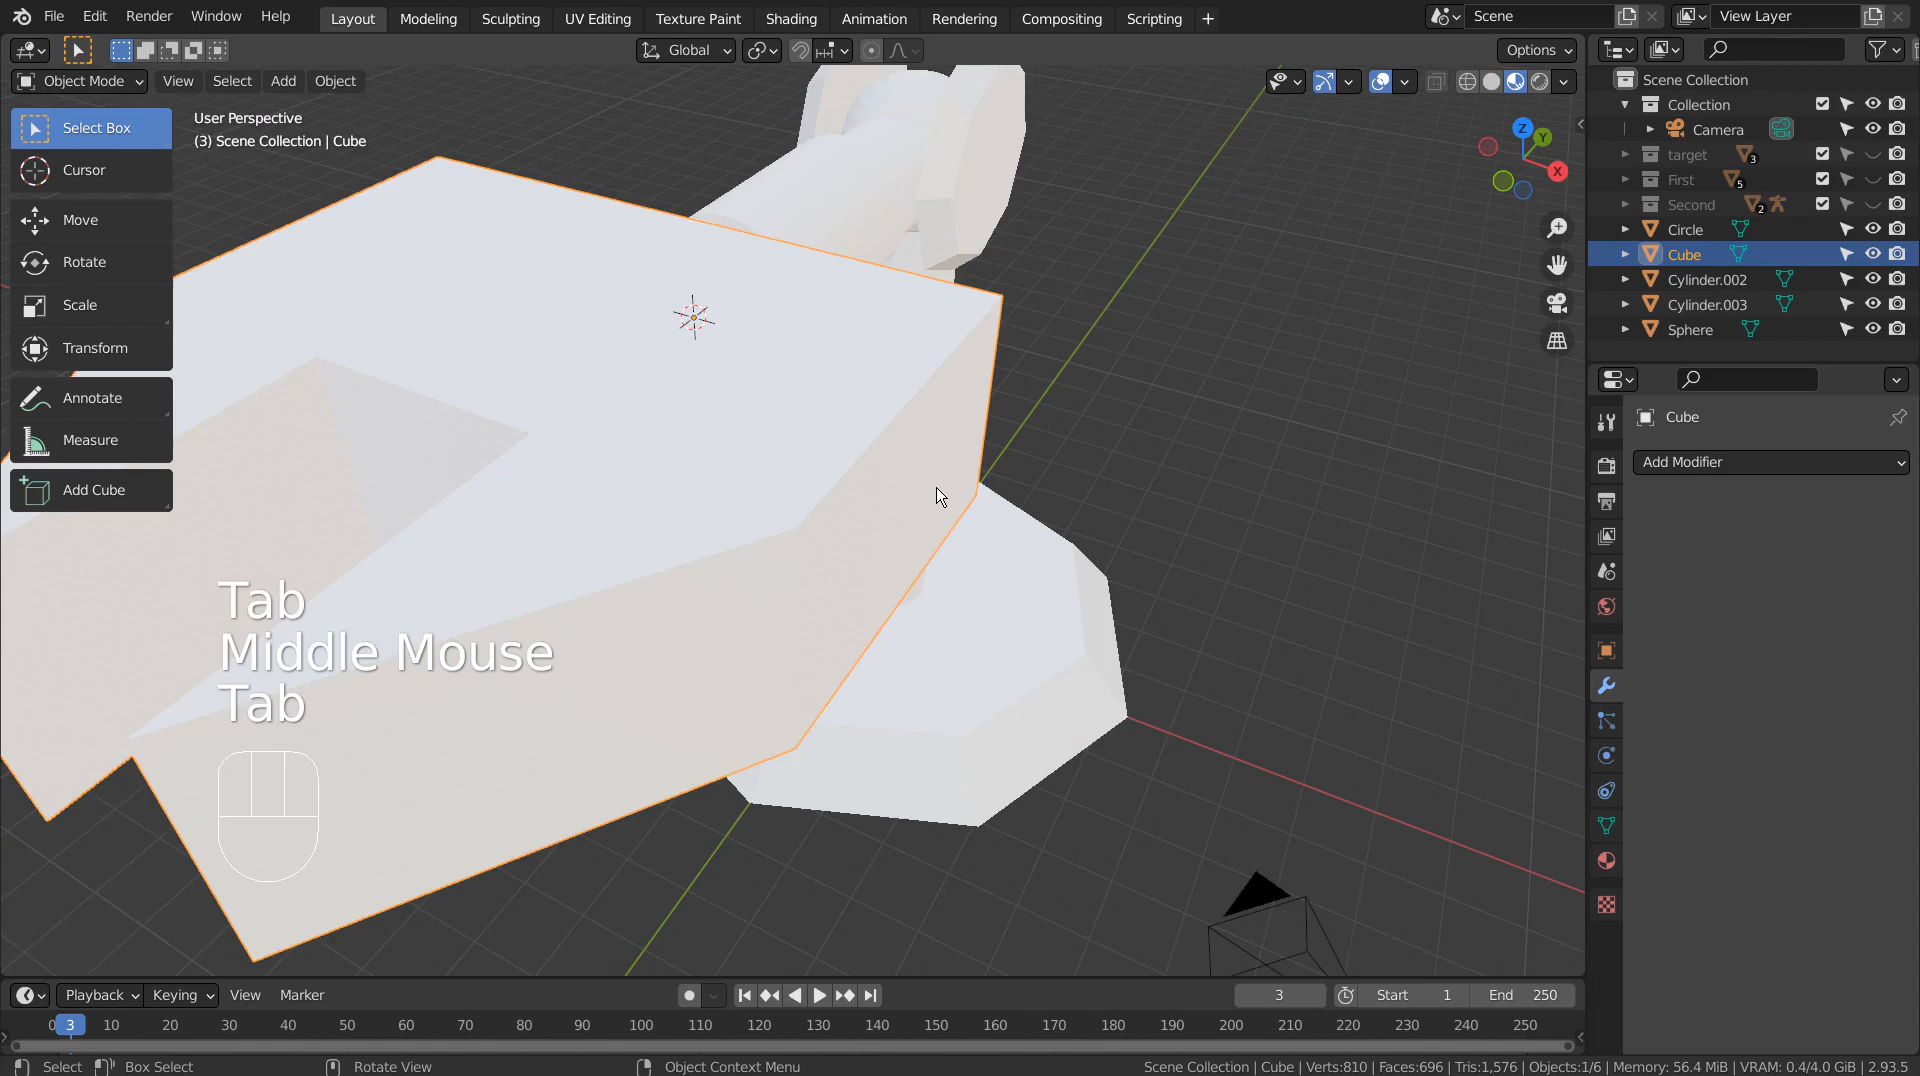 File Edit Render Window Help Layout Modeling Sculpting UV Editing Texture Paint Shading Animation Rendering Compositing Scripting + Scene View Layer
Global Options
Object Mode View Select Add Object
Select Box
Cursor
Move
Rotate
Scale
Transform
Annotate
Measure
Add Cube
User Perspective
(3) Scene Collection | Cube
Z
Y
X
Tab
Middle Mouse
Tab
Scene Collection
Collection
Camera
target 3
First 5
Second 2
Circle
Cube
Cylinder.002
Cylinder.003
Sphere
Cube
Add Modifier
Playback Keying View Marker 3 Start 1 End 250
0 3 10 20 30 40 50 60 70 80 90 100 110 120 130 140 150 160 170 180 190 200 210 220 230 240 250
Select Box Select Rotate View Object Context Menu Scene Collection | Cube | Verts:810 | Faces:696 | Tris:1,576 | Objects:1/6 | Memory: 56.4 MiB | VRAM: 0.4/4.0 GiB | 2.93.5